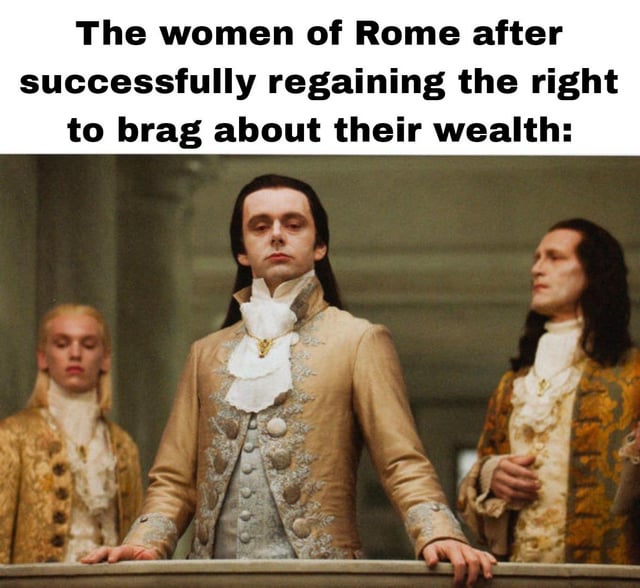 The women of Rome after
successfully regaining the right
to brag about their wealth: